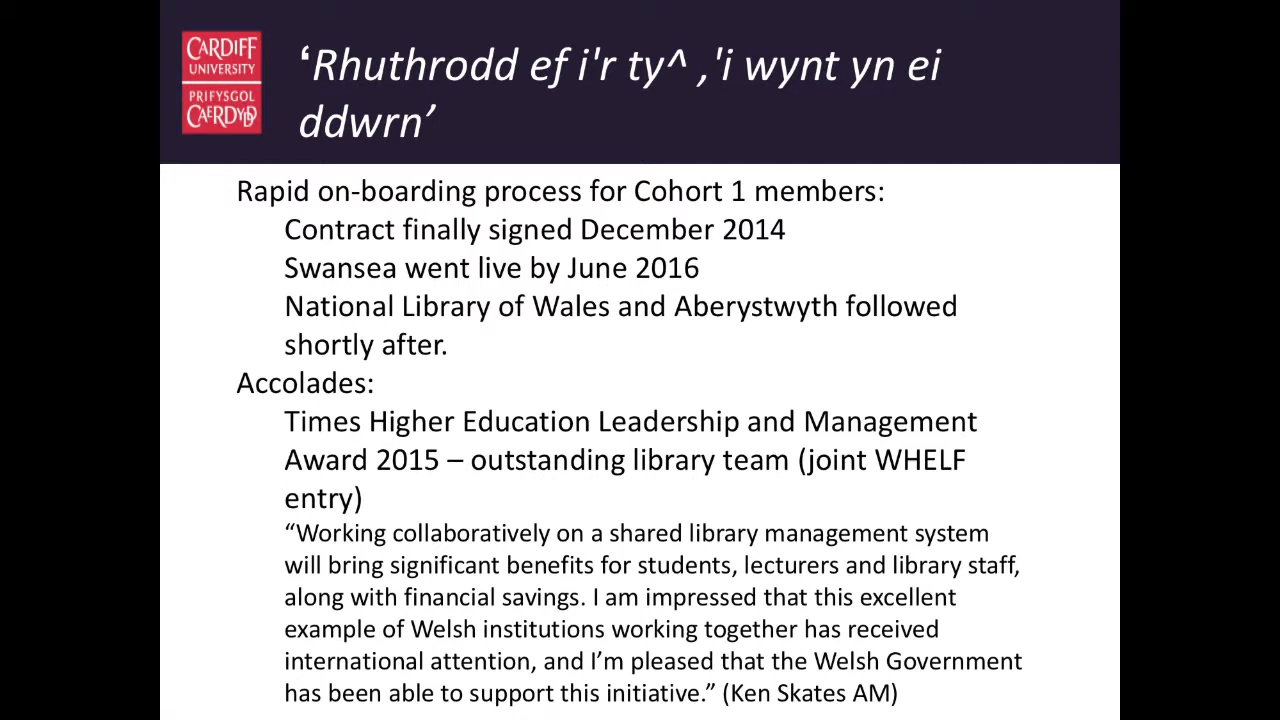 CARDIFF
UNIVERSITY
PRIFYSGOL
CAERDYDD
‘Rhuthrodd ef i'r ty^ ,'i wynt yn ei
ddwrn’
Rapid on-boarding process for Cohort 1 members:
Contract finally signed December 2014
Swansea went live by June 2016
National Library of Wales and Aberystwyth followed
shortly after.
Accolades:
Times Higher Education Leadership and Management
Award 2015 – outstanding library team (joint WHELF
entry)
“Working collaboratively on a shared library management system
will bring significant benefits for students, lecturers and library staff,
along with financial savings. I am impressed that this excellent
example of Welsh institutions working together has received
international attention, and I’m pleased that the Welsh Government
has been able to support this initiative.” (Ken Skates AM)